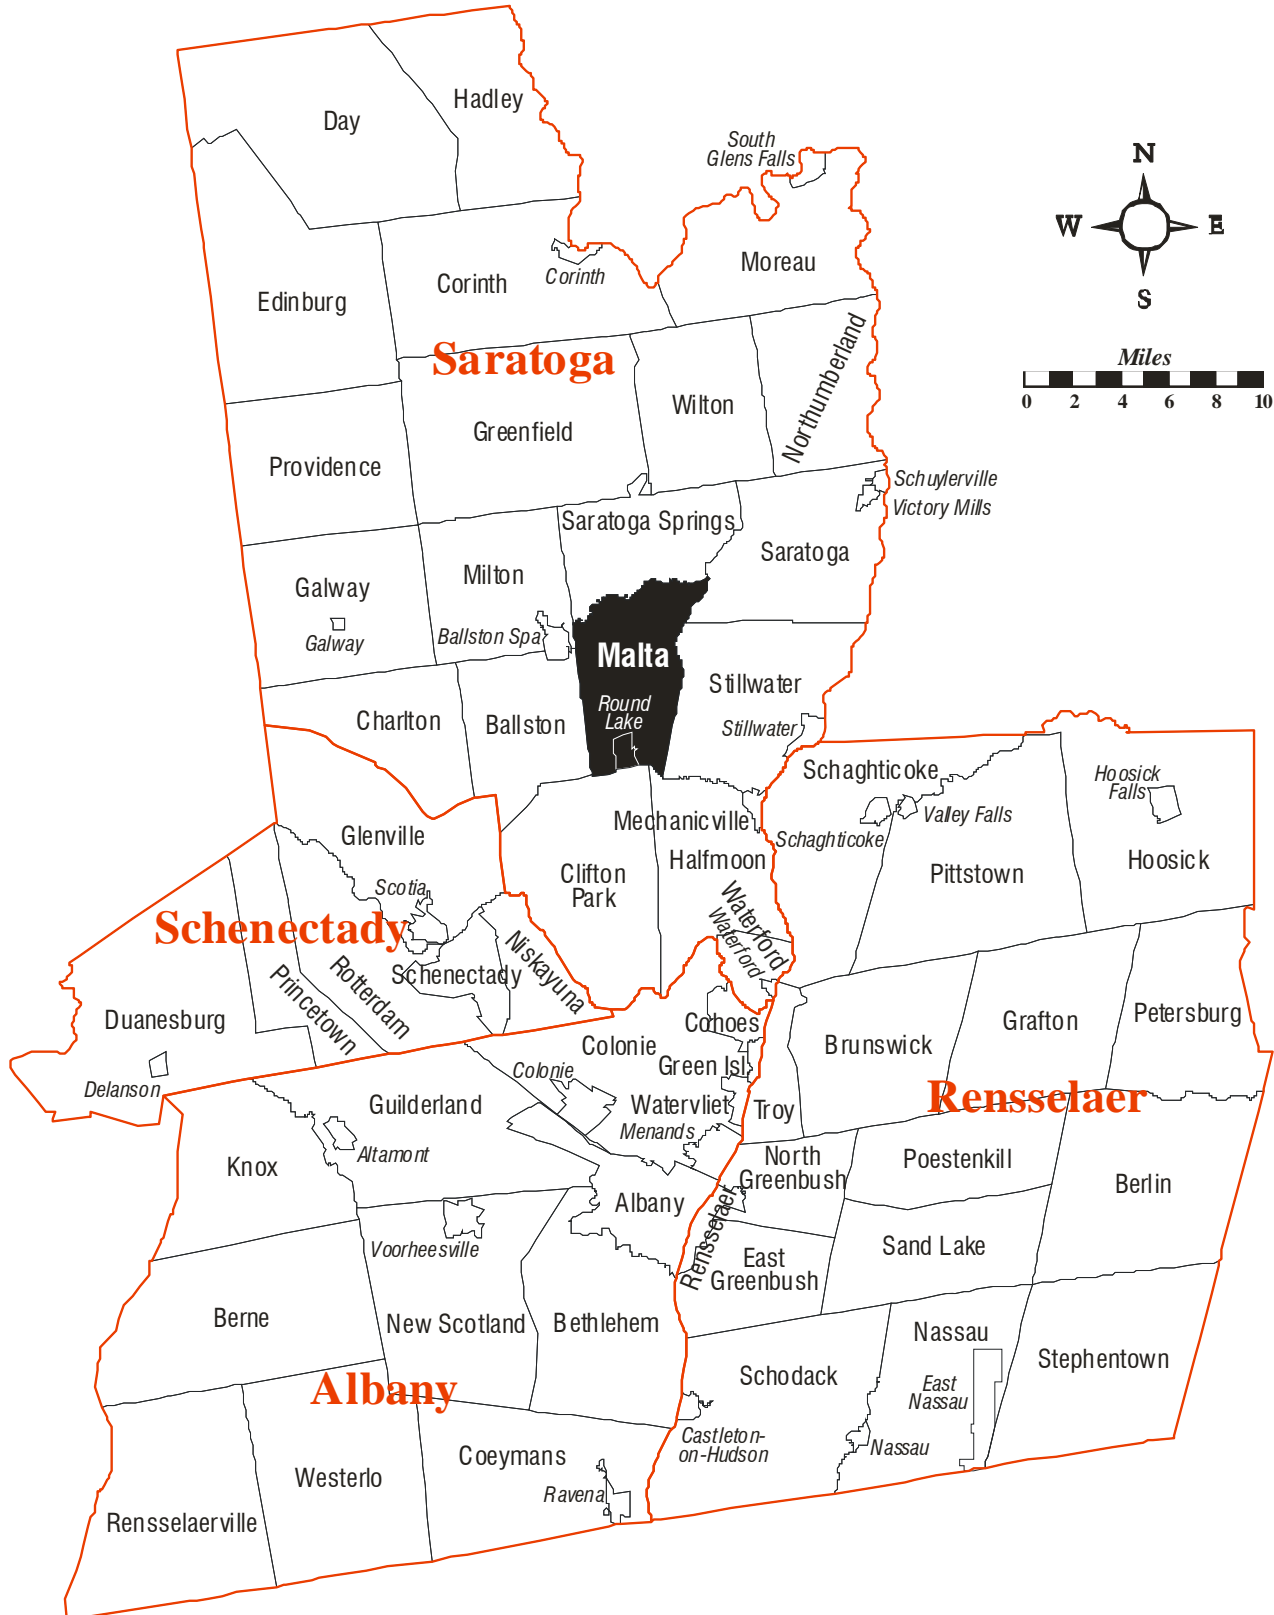 Hadley
Day
South
Glens Falls
N
W
E
S
Moreau
Corinth
Corinth
Edinburg
Saratoga
Miles
0 2 4 6 8 10
Northumberland
Wilton
Greenfield
Providence
Schuylerville
Victory Mills
Saratoga Springs
Saratoga
Milton
Galway
Galway
Ballston Spa
Malta
Stillwater
Round
Lake
Stillwater
Charlton
Ballston
Schaghticoke
Hoosick
Falls
Valley Falls
Schaghticoke
Mechanicville
Glenville
Halfmoon
Hoosick
Clifton
Park
Pittstown
Scotia
Waterford
Waterford
Schenectady
Niskayuna
Schenectady
Rotterdam
Princetown
Duanesburg
Cohoes
Grafton
Petersburg
Colonie
Brunswick
Green Isl.
Colonie
Delanson
Rensselaer
Guilderland
Watervliet
Troy
Menands
Altamont
Knox
North
Greenbush
Poestenkill
Berlin
Albany
Rensselaer
Voorheesville
Sand Lake
East
Greenbush
Berne
New Scotland
Bethlehem
Nassau
Stephentown
Schodack
Albany
East
Nassau
Castleton-
on-Hudson
Nassau
Coeymans
Westerlo
Ravena
Rensselaerville